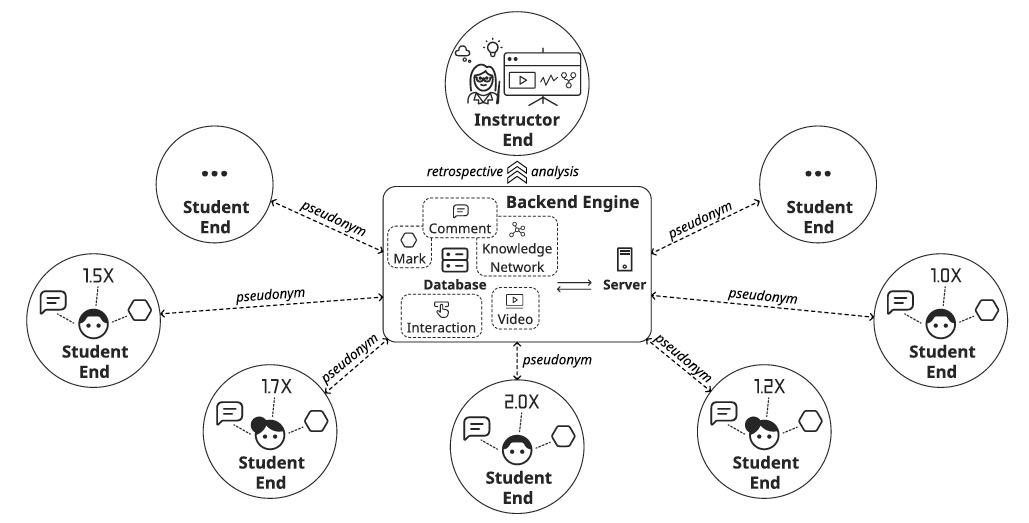 Instructor
End
retrospective analysis
...
Student
End
pseudonym
...
Student
End
pseudonym
Backend Engine
Comment
Mark
Knowledge
Network
Database
Server
Interaction
Video
1.5X
Student
End
pseudonym
1.0X
Student
End
pseudonym
1.7X
Student
End
pseudonym
2.0X
Student
End
pseudonym
1.2X
Student
End
pseudonym